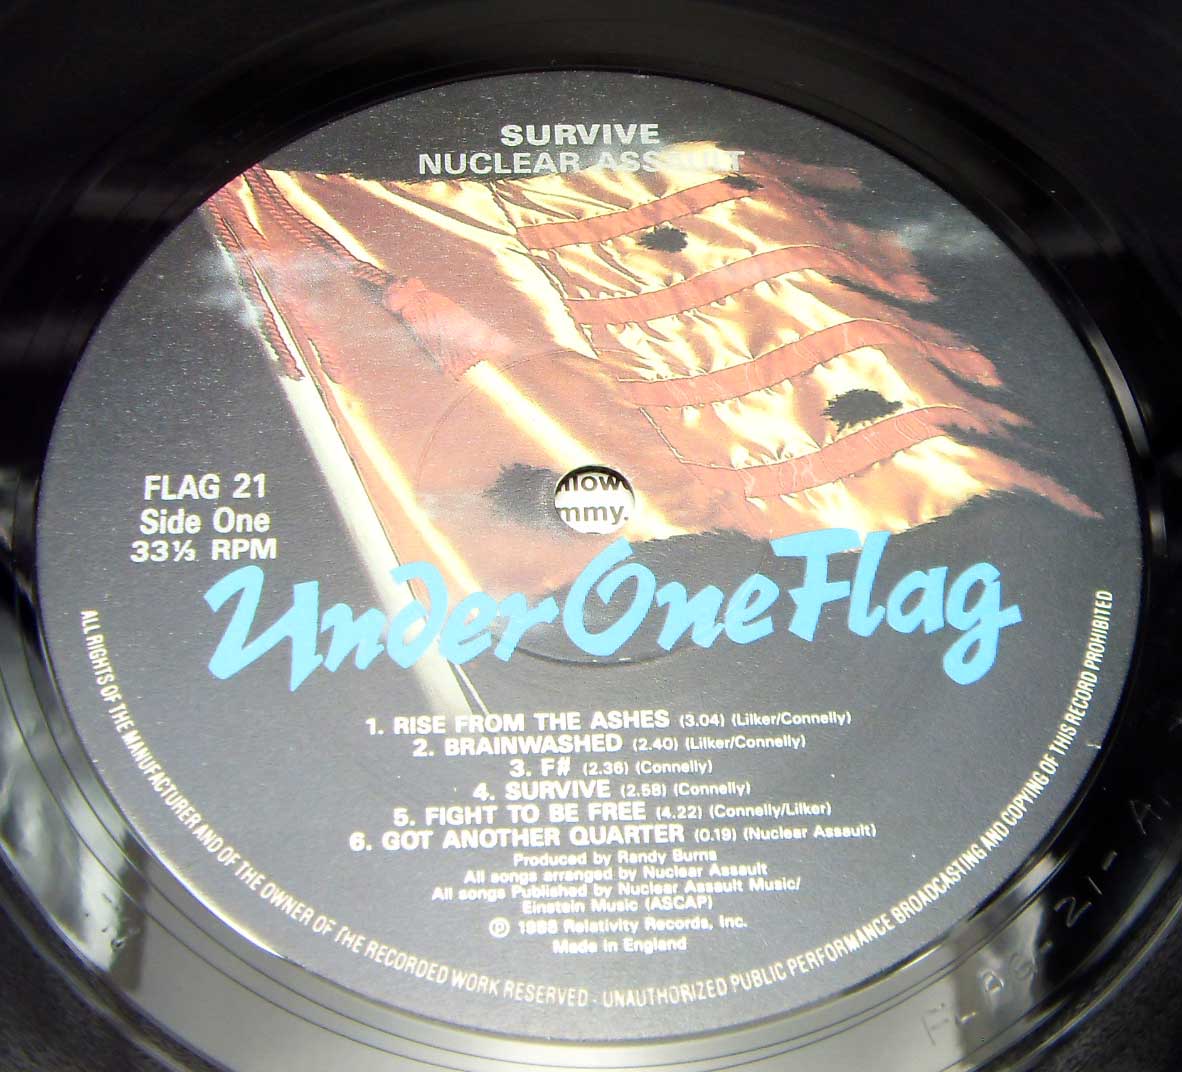 SURVIVE
NUCLEAR ASSAULT
FLAG 21
Side One
33⅓ RPM
llow
mmy.
Under One Flag
1. RISE FROM THE ASHES (3.04) (Lilker/Connelly)
2. BRAINWASHED (2.40) (Lilker/Connelly)
3. F# (2.36) (Connelly)
4. SURVIVE (2.58) (Connelly)
5. FIGHT TO BE FREE (4.22) (Connelly/Lilker)
6. GOT ANOTHER QUARTER (0.19) (Nuclear Assault)
Produced by Randy Burns
All songs arranged by Nuclear Assault
All songs Published by Nuclear Assault Music/
Einstein Music (ASCAP)
℗ 1988 Relativity Records, Inc.
Made in England
ALL RIGHTS OF THE MANUFACTURER AND OF THE OWNER OF THE RECORDED WORK RESERVED - UNAUTHORIZED PUBLIC PERFORMANCE BROADCASTING AND COPYING OF THIS RECORD PROHIBITED
FLAG - 21 - A